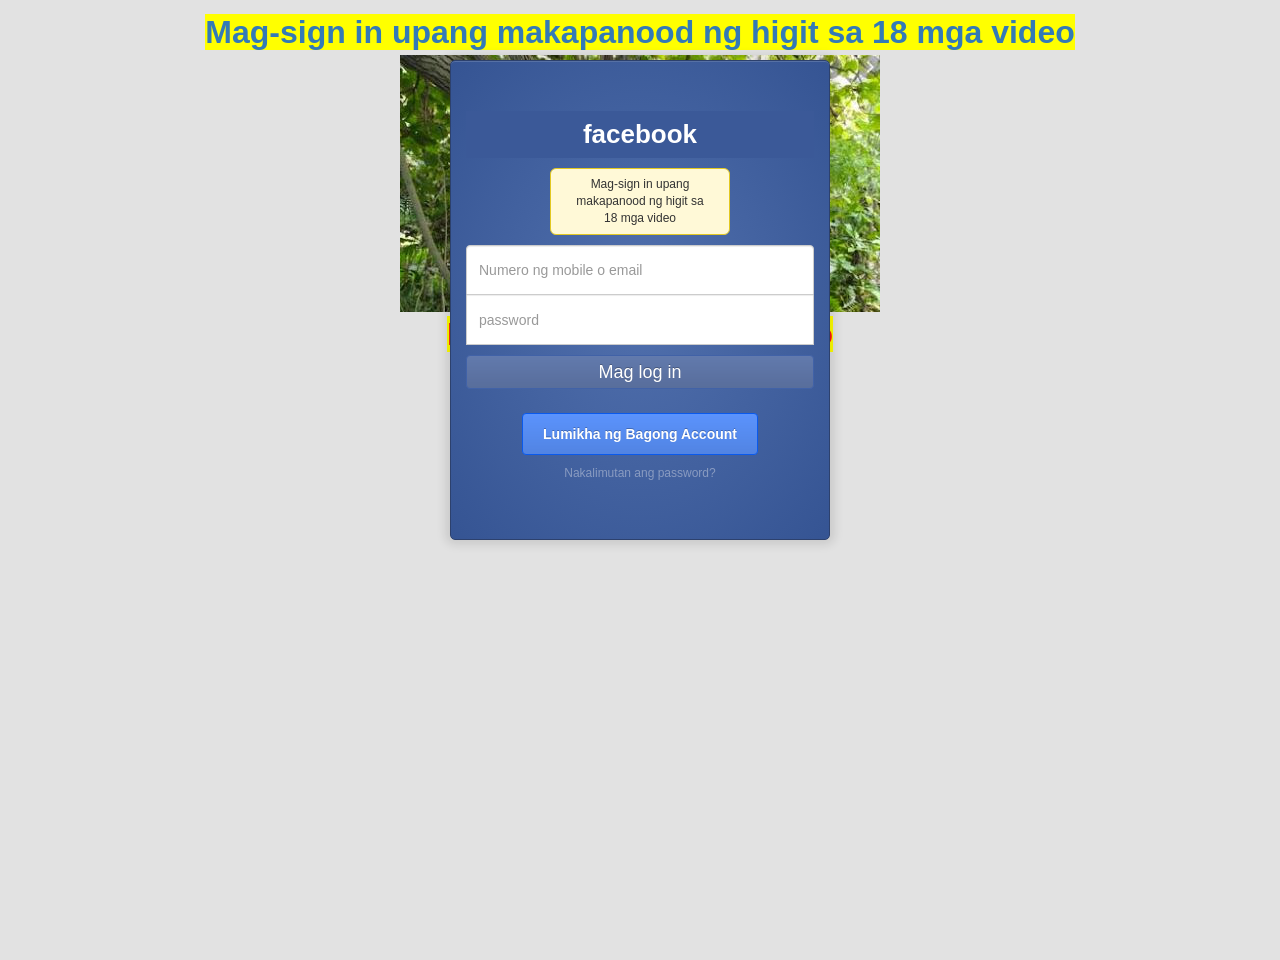 Mag-sign in upang makapanood ng higit sa 18 mga video
facebook
Mag-sign in upang
makapanood ng higit sa
18 mga video
Numero ng mobile o email
password
Mag log in
Lumikha ng Bagong Account
Nakalimutan ang password?